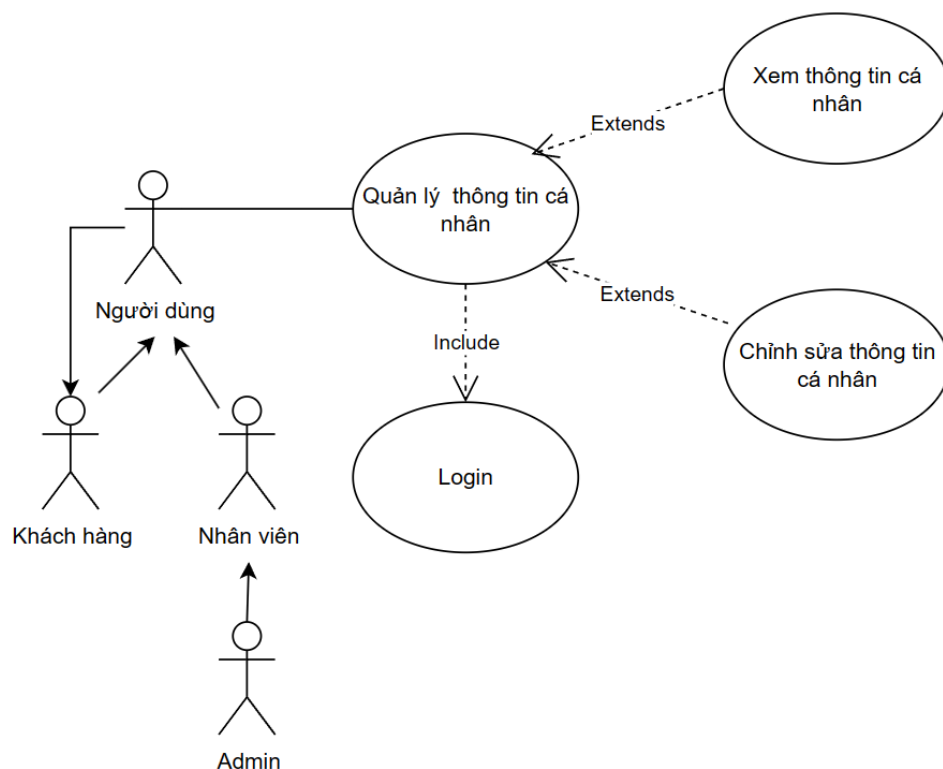 Xem thông tin cá
nhân
Extends
Quản lý thông tin cá
nhân
Người dùng
Extends
Include
Chỉnh sửa thông tin
cá nhân
Login
Khách hàng
Nhân viên
Admin